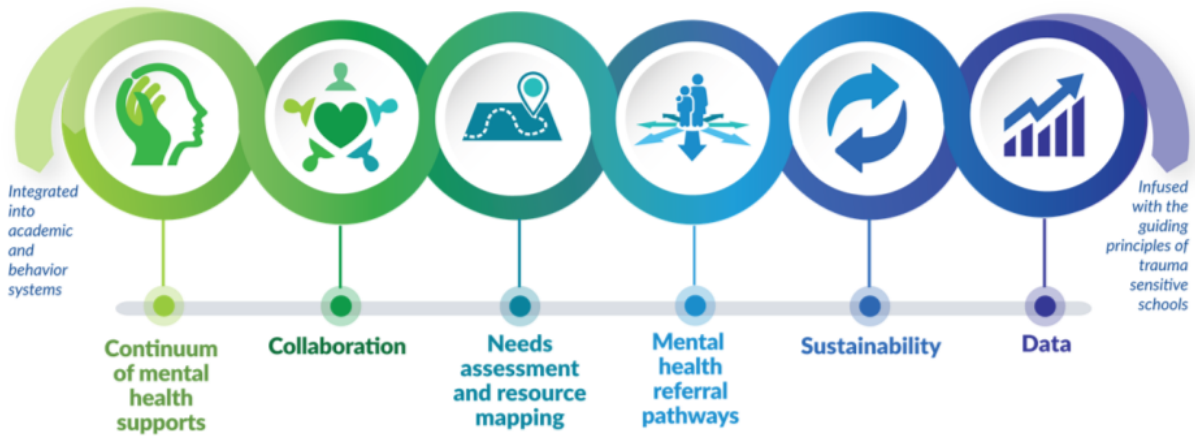 Integrated
into
academic
and
behavior
systems
Continuum
of mental
health
supports
Collaboration
Needs
assessment
and resource
mapping
Mental
health
referral
pathways
Sustainability
Data
Infused
with the
guiding
principles of
trauma
sensitive
schools